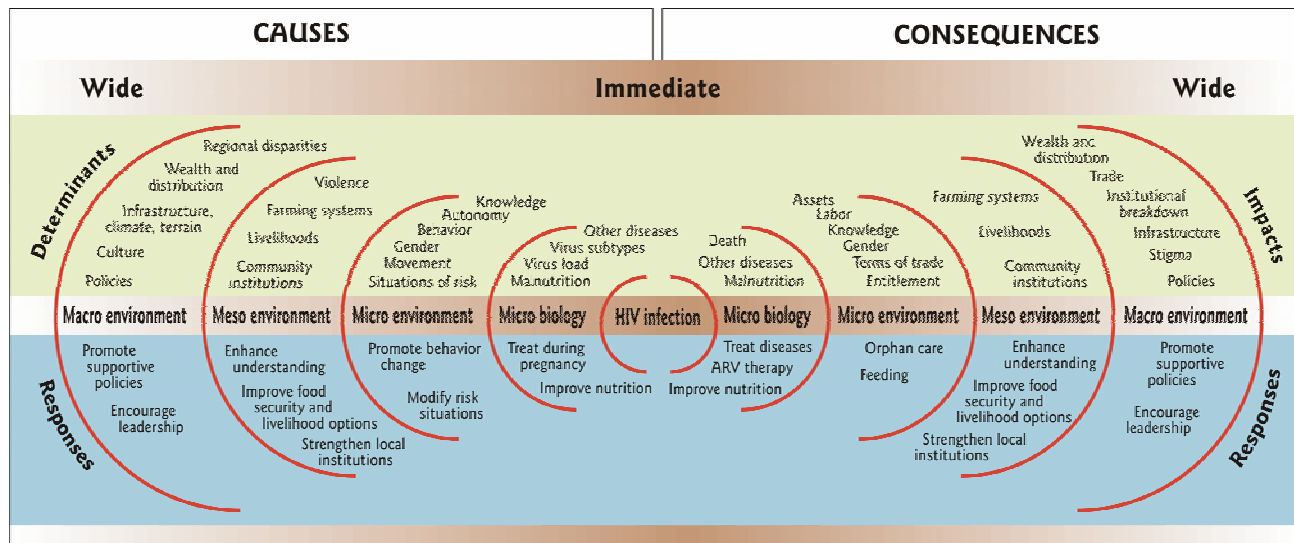 CAUSES
CONSEQUENCES
Wide
Immediate
Wide
Determinants
Regional disparities
Wealth and
distribution
Infrastructure,
climate, terrain
Culture
Policies
Violence
Farming systems
Livelihoods
Community
institutions
Knowledge
Autonomy
Behavior
Gender
Movement
Situations of risk
Other diseases
Virus subtypes
Virus load
Malnutrition
Death
Other diseases
Malnutrition
Assets
Labor
Knowledge
Gender
Terms of trade
Entitlement
Farming systems
Livelihoods
Community
institutions
Wealth and
distribution
Trade
Institutional
breakdown
Infrastructure
Stigma
Policies
Impacts
Macro environment
Meso environment
Micro environment
Micro biology
HIV infection
Micro biology
Micro environment
Meso environment
Macro environment
Responses
Promote
supportive
policies
Encourage
leadership
Enhance
understanding
Improve food
security and
livelihood options
Strengthen local
institutions
Promote behavior
change
Modify risk
situations
Treat during
pregnancy
Improve nutrition
Treat diseases
ARV therapy
Improve nutrition
Orphan care
Feeding
Enhance
understanding
Improve food
security and
livelihood options
Strengthen local
institutions
Promote
supportive
policies
Encourage
leadership
Responses